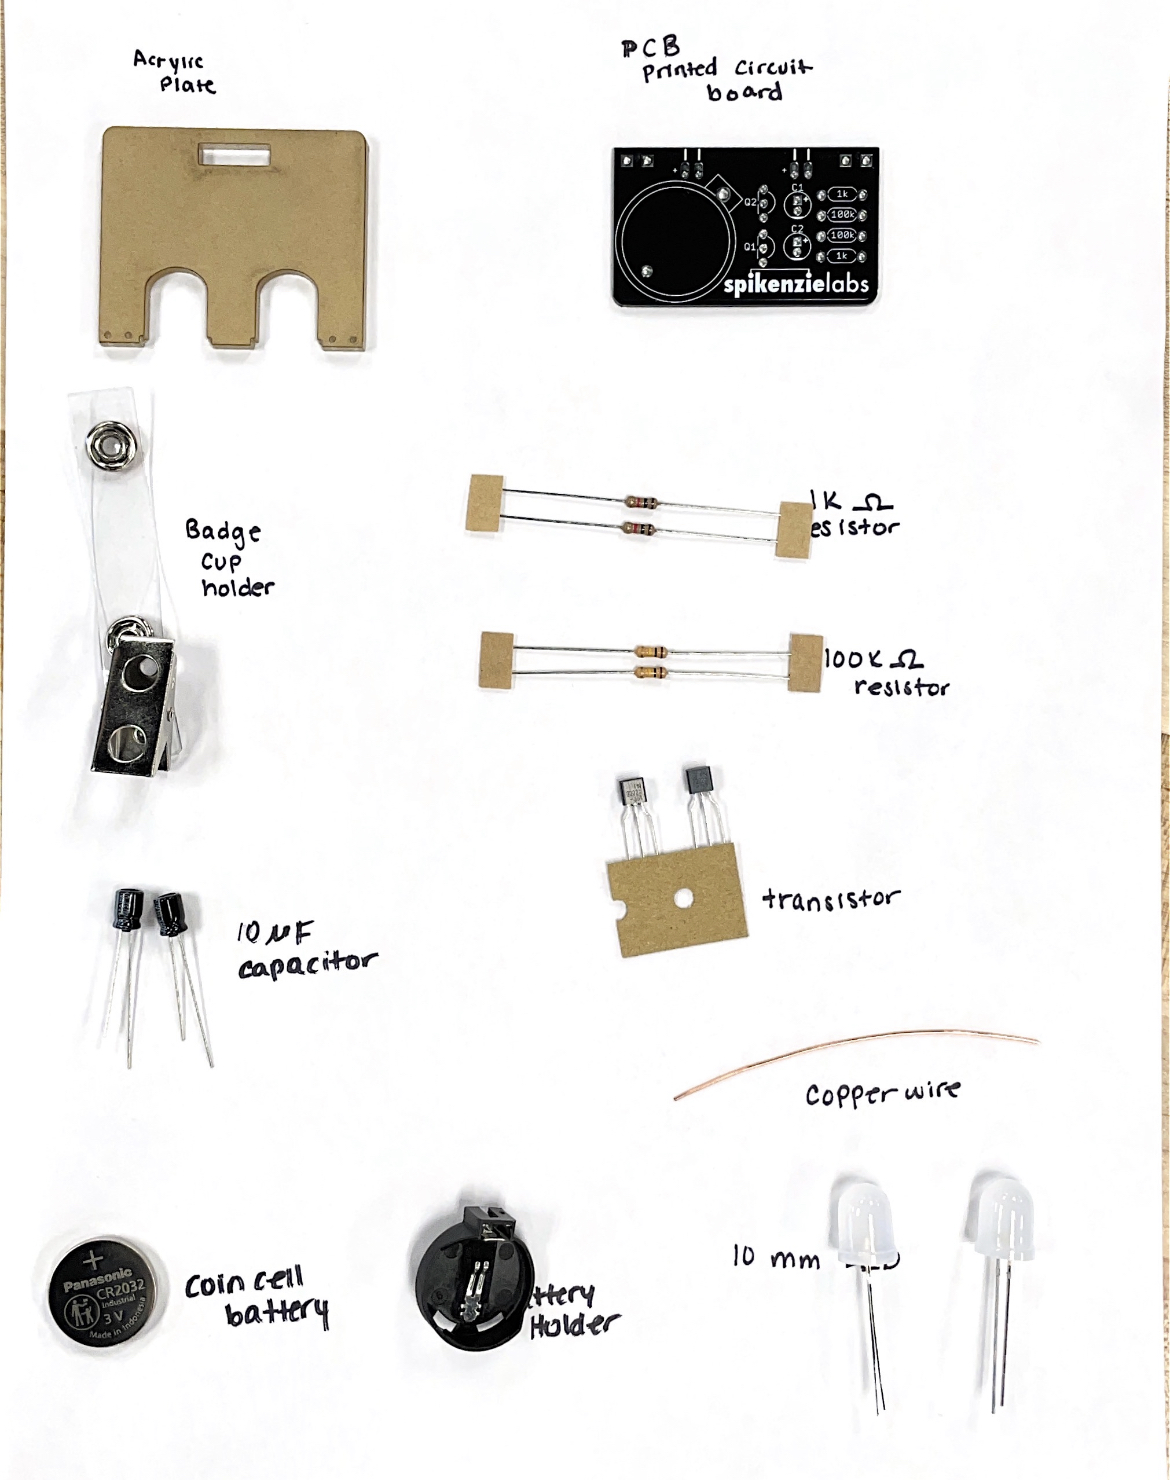 Acrylic
Plate
PCB
Printed Circuit
board
Q2
C1
1k
100k
C2
100k
Q1
1k
spikenzielabs
Badge
cup
holder
1K Ω
esistor
100K Ω
resistor
transistor
10 µF
capacitor
copper wire
Panasonic
CR2032
Industrial
3 V
Made in Indonesia
coin cell
battery
ttery
Holder
10 mm